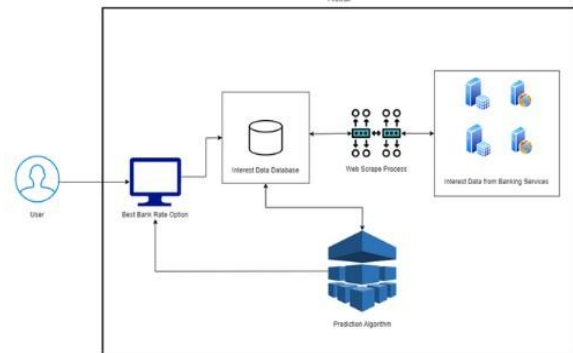 User
Best Bank Rate Option
Interest Data Database
Web Scrape Process
Interest Data from Banking Services
Prediction Algorithm